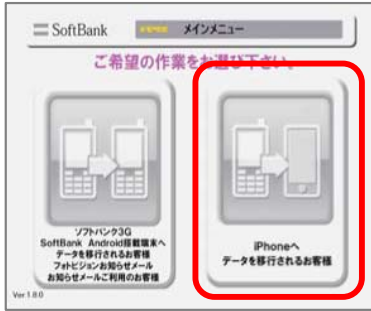 SoftBank
メインメニュー
ご希望の作業をお選び下さい。
ソフトバンク3G
SoftBank Android搭載端末へ
データを移行されるお客様
フォトビジョンお知らせメール
お知らせメールご利用のお客様
iPhoneへ
データを移行されるお客様
Ver 1.8.0